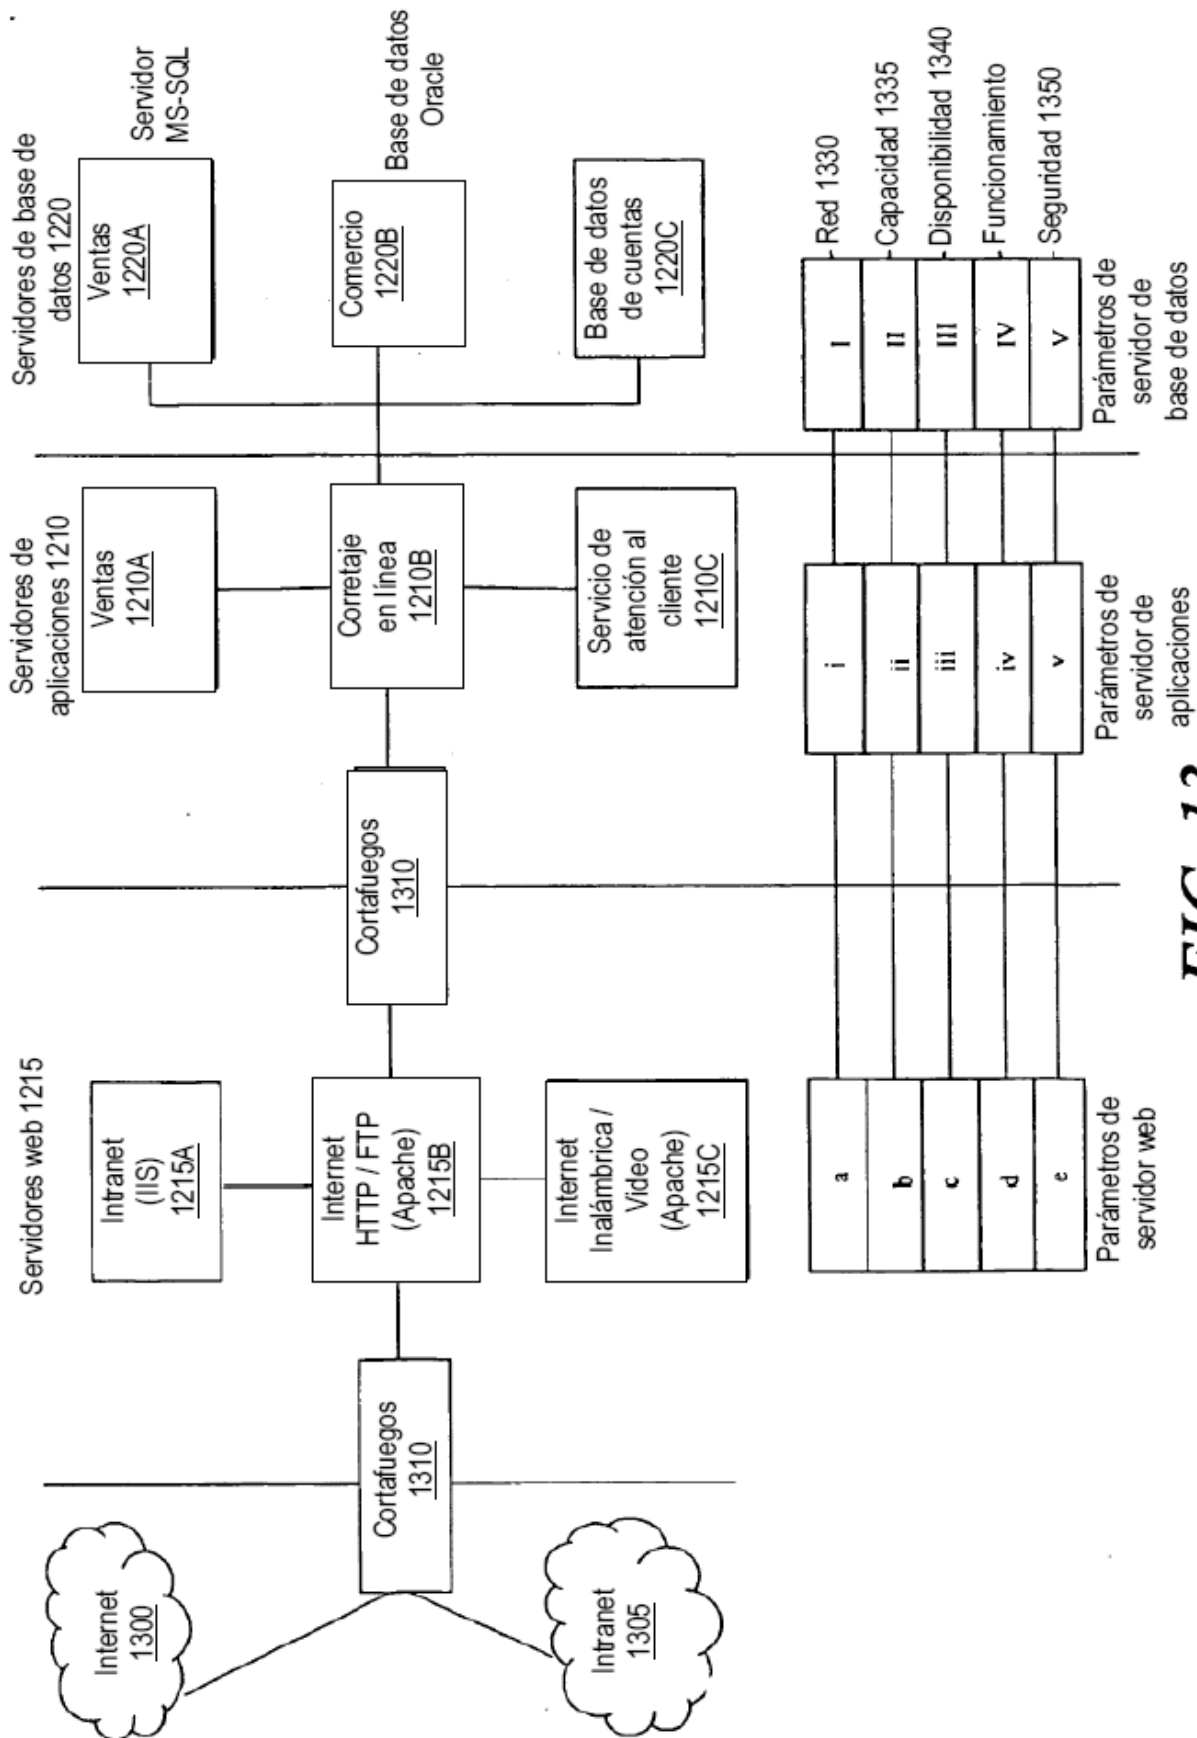 Internet
1300
Intranet
1305
Cortafuegos
1310
Servidores web 1215
Intranet
(IIS)
1215A
Internet
HTTP / FTP
(Apache)
1215B
Internet
Inalámbrica /
Video
(Apache)
1215C
Cortafuegos
1310
Servidores de
aplicaciones 1210
Ventas
1210A
Corretaje
en línea
1210B
Servicio de
atención al
cliente
1210C
Servidores de base de
datos 1220
Ventas
1220A
Servidor
MS-SQL
Comercio
1220B
Base de datos
Oracle
Base de datos
de cuentas
1220C
a
b
c
d
e
Parámetros de
servidor web
i
ii
iii
iv
v
Parámetros de
servidor de
aplicaciones
I
II
III
IV
V
Parámetros de
servidor de
base de datos
Red 1330
Capacidad 1335
Disponibilidad 1340
Funcionamiento
Seguridad 1350